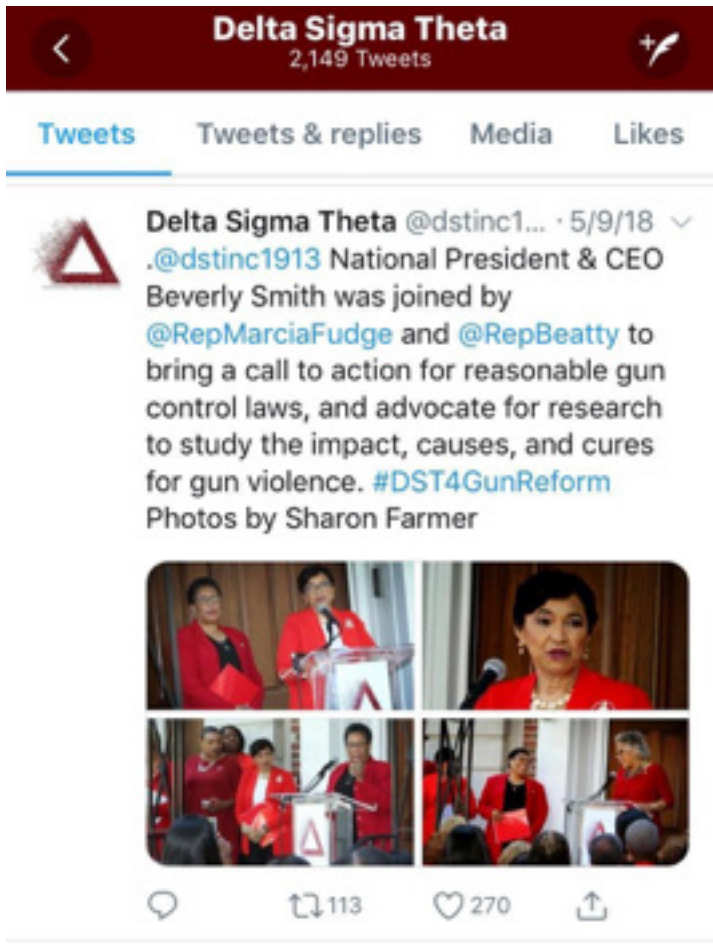 Delta Sigma Theta
2,149 Tweets
Tweets Tweets & replies Media Likes
Delta Sigma Theta @dstinc1... · 5/9/18
.@dstinc1913 National President & CEO
Beverly Smith was joined by
@RepMarciaFudge and @RepBeatty to
bring a call to action for reasonable gun
control laws, and advocate for research
to study the impact, causes, and cures
for gun violence. #DST4GunReform
Photos by Sharon Farmer
113 270